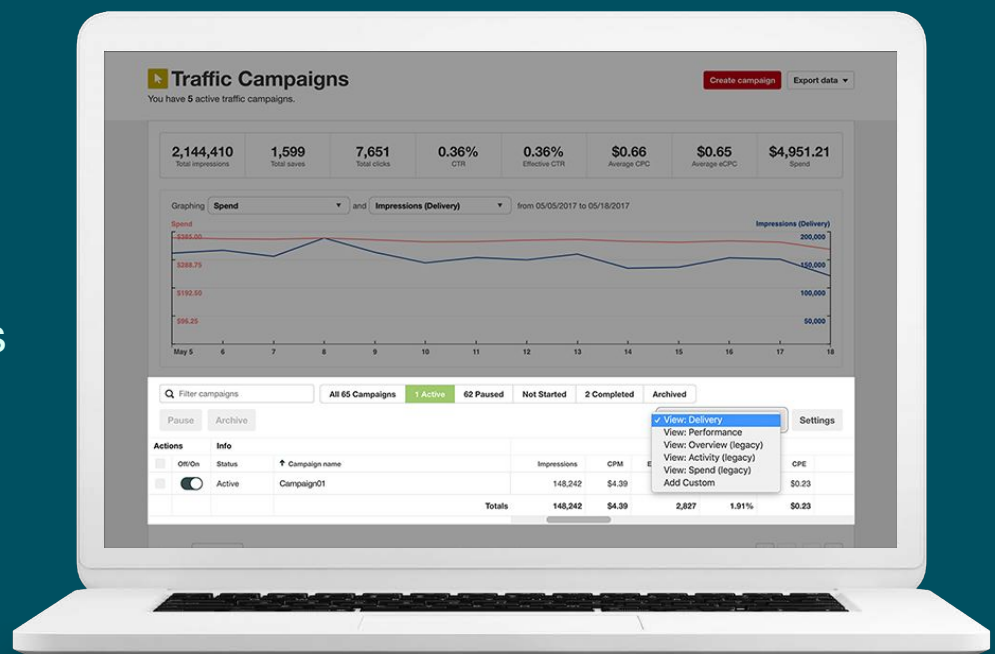 s
Traffic Campaigns
Create campaign
Export data
You have 5 active traffic campaigns.
2,144,410
Total impressions
1,599
Total saves
7,651
Total clicks
0.36%
CTR
0.36%
Effective CTR
$0.66
Average CPC
$0.65
Average eCPC
$4,951.21
Spend
Graphing Spend and Impressions (Delivery) from 05/05/2017 to 05/18/2017
Spend
Impressions (Delivery)
$385.00
200,000
$288.75
150,000
$192.50
100,000
$96.25
50,000
May 5 6 7 8 9 10 11 12 13 14 15 16 17 18
Filter campaigns
All 65 Campaigns 1 Active 62 Paused Not Started 2 Completed Archived
Pause Archive
✓ View: Delivery
View: Performance
View: Overview (legacy)
View: Activity (legacy)
View: Spend (legacy)
Add Custom
Settings
Actions Info
Off/On Status ↑ Campaign name Impressions CPM E CPE
Active Campaign01 148,242 $4.39 $0.23
Totals 148,242 $4.39 2,827 1.91% $0.23